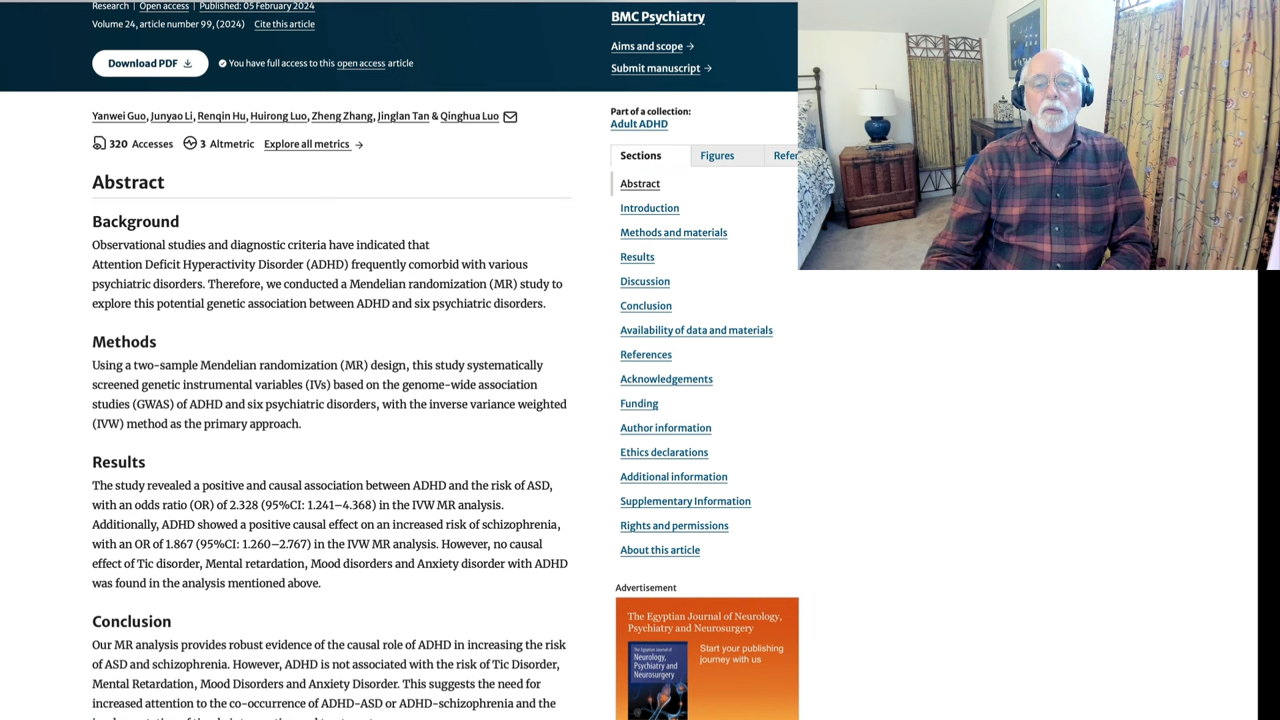 Research | Open access | Published: 05 February 2024
Volume 24, article number 99, (2024) Cite this article
Download PDF
You have full access to this open access article
BMC Psychiatry
Aims and scope →
Submit manuscript →
Yanwei Guo, Junyao Li, Renqin Hu, Huirong Luo, Zheng Zhang, Jinglan Tan & Qinghua Luo
320 Accesses 3 Altmetric Explore all metrics →
Part of a collection:
Adult ADHD
Abstract
Background
Observational studies and diagnostic criteria have indicated that
Attention Deficit Hyperactivity Disorder (ADHD) frequently comorbid with various
psychiatric disorders. Therefore, we conducted a Mendelian randomization (MR) study to
explore this potential genetic association between ADHD and six psychiatric disorders.
Methods
Using a two-sample Mendelian randomization (MR) design, this study systematically
screened genetic instrumental variables (IVs) based on the genome-wide association
studies (GWAS) of ADHD and six psychiatric disorders, with the inverse variance weighted
(IVW) method as the primary approach.
Results
The study revealed a positive and causal association between ADHD and the risk of ASD,
with an odds ratio (OR) of 2.328 (95%CI: 1.241–4.368) in the IVW MR analysis.
Additionally, ADHD showed a positive causal effect on an increased risk of schizophrenia,
with an OR of 1.867 (95%CI: 1.260–2.767) in the IVW MR analysis. However, no causal
effect of Tic disorder, Mental retardation, Mood disorders and Anxiety disorder with ADHD
was found in the analysis mentioned above.
Conclusion
Our MR analysis provides robust evidence of the causal role of ADHD in increasing the risk
of ASD and schizophrenia. However, ADHD is not associated with the risk of Tic Disorder,
Mental Retardation, Mood Disorders and Anxiety Disorder. This suggests the need for
increased attention to the co-occurrence of ADHD-ASD or ADHD-schizophrenia and the
Sections Figures Refer
Abstract
Introduction
Methods and materials
Results
Discussion
Conclusion
Availability of data and materials
References
Acknowledgements
Funding
Author information
Ethics declarations
Additional information
Supplementary Information
Rights and permissions
About this article
Advertisement
The Egyptian Journal of Neurology,
Psychiatry and Neurosurgery
Start your publishing
journey with us
Neurology,
Psychiatry and
Neurosurgery